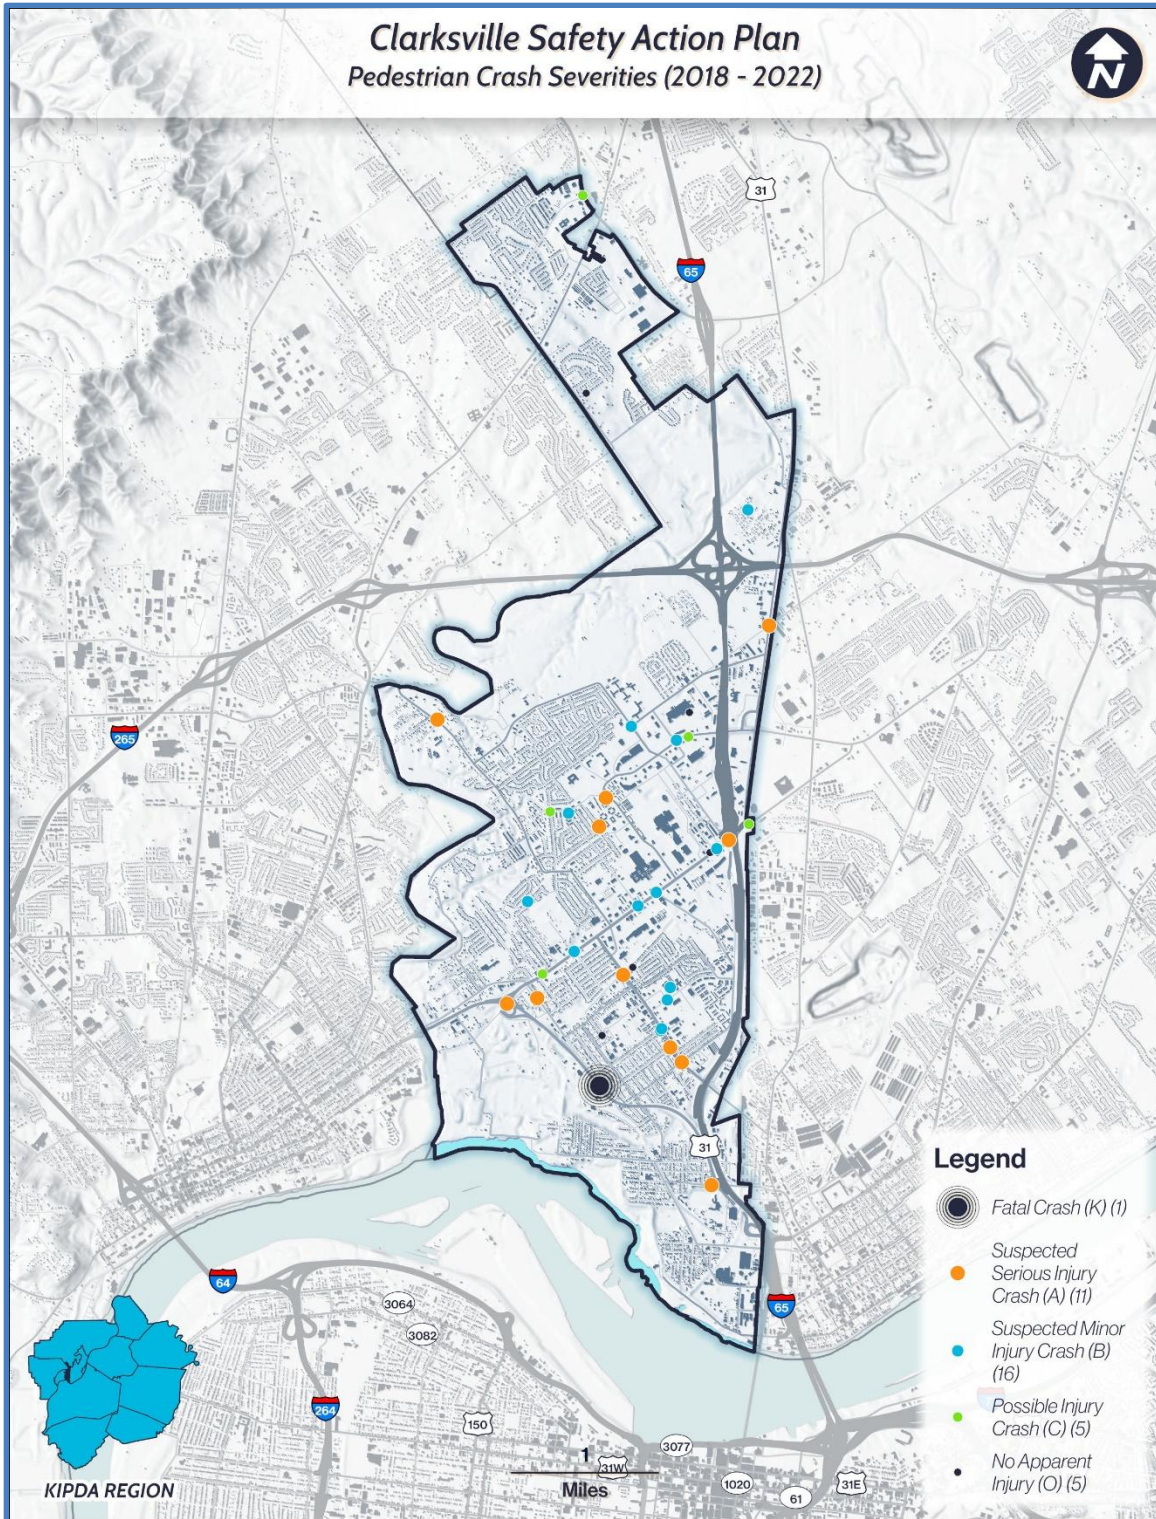 Clarksville Safety Action Plan
Pedestrian Crash Severities (2018 - 2022)
N
31
65
265
31
64
65
3064
3082
264
150
3077
1
31W
Miles
1020
61
31E
KIPDA REGION
Legend
Fatal Crash (K) (1)
Suspected
Serious Injury
Crash (A) (11)
Suspected Minor
Injury Crash (B)
(16)
Possible Injury
Crash (C) (5)
No Apparent
Injury (O) (5)